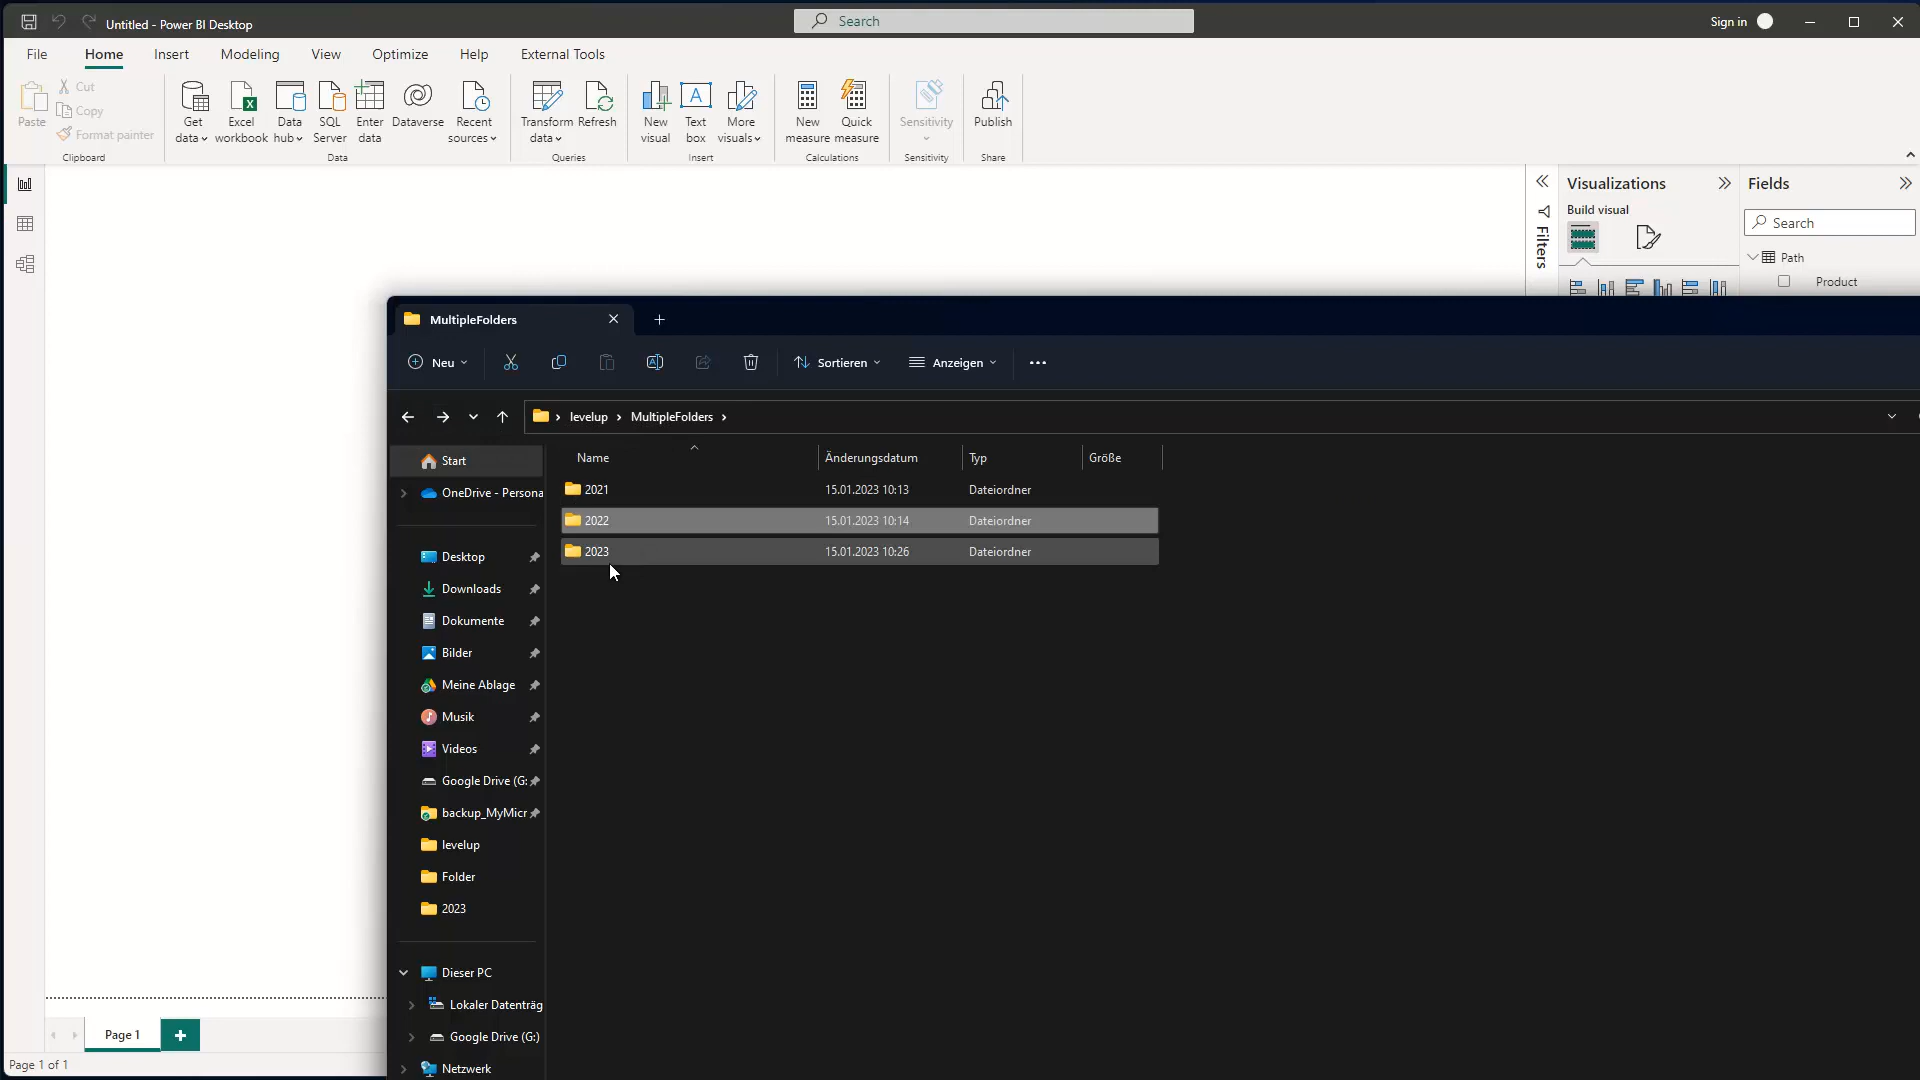 Untitled - Power BI Desktop
Search
Sign in
File
Home
Insert
Modeling
View
Optimize
Help
External Tools
Paste
Cut
Copy
Format painter
Get data
Excel workbook
Data hub
SQL Server
Enter data
Dataverse
Recent sources
Transform data
Refresh
New visual
Text box
More visuals
New measure
Quick measure
Sensitivity
Publish
Clipboard
Data
Queries
Insert
Calculations
Sensitivity
Share
Filters
Visualizations
Build visual
Fields
Search
Path
Product
MultipleFolders
Neu
Sortieren
Anzeigen
levelup
MultipleFolders
Start
OneDrive - Persona
Desktop
Downloads
Dokumente
Bilder
Meine Ablage
Musik
Videos
Google Drive (G:
backup_MyMicr
levelup
Folder
2023
Dieser PC
Lokaler Datenträg
Google Drive (G:)
Netzwerk
Name Änderungsdatum Typ Größe
2021 15.01.2023 10:13 Dateiordner
2022 15.01.2023 10:14 Dateiordner
2023 15.01.2023 10:26 Dateiordner
Page 1
Page 1 of 1